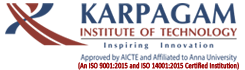 KARPAGAM
INSTITUTE OF TECHNOLOGY
Inspiring Innovation
Approved by AICTE and Affiliated to Anna University
(An ISO 9001:2015 and ISO 14001:2015 Certified Institution)